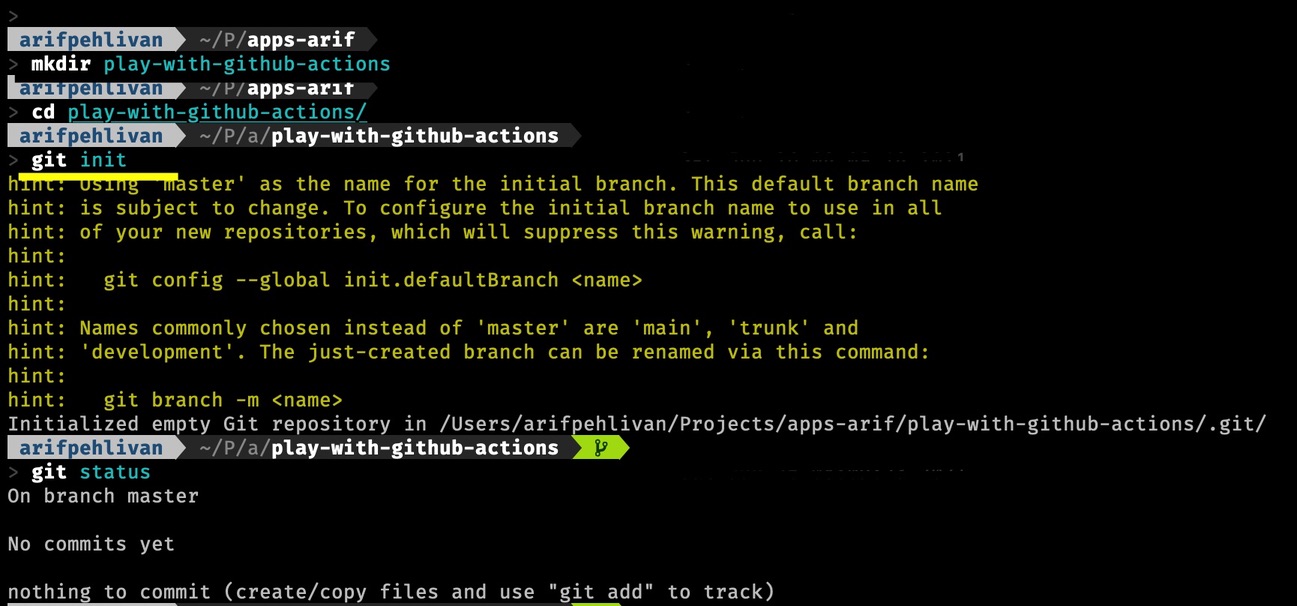 >
arifpehlivan ~/P/apps-arif
> mkdir play-with-github-actions
arifpehlivan ~/P/apps-arif
> cd play-with-github-actions/
arifpehlivan ~/P/a/play-with-github-actions
> git init
hint: Using 'master' as the name for the initial branch. This default branch name
hint: is subject to change. To configure the initial branch name to use in all
hint: of your new repositories, which will suppress this warning, call:
hint:
hint:   git config --global init.defaultBranch <name>
hint:
hint: Names commonly chosen instead of 'master' are 'main', 'trunk' and
hint: 'development'. The just-created branch can be renamed via this command:
hint:
hint:   git branch -m <name>
Initialized empty Git repository in /Users/arifpehlivan/Projects/apps-arif/play-with-github-actions/.git/
arifpehlivan ~/P/a/play-with-github-actions
> git status
On branch master
No commits yet
nothing to commit (create/copy files and use "git add" to track)